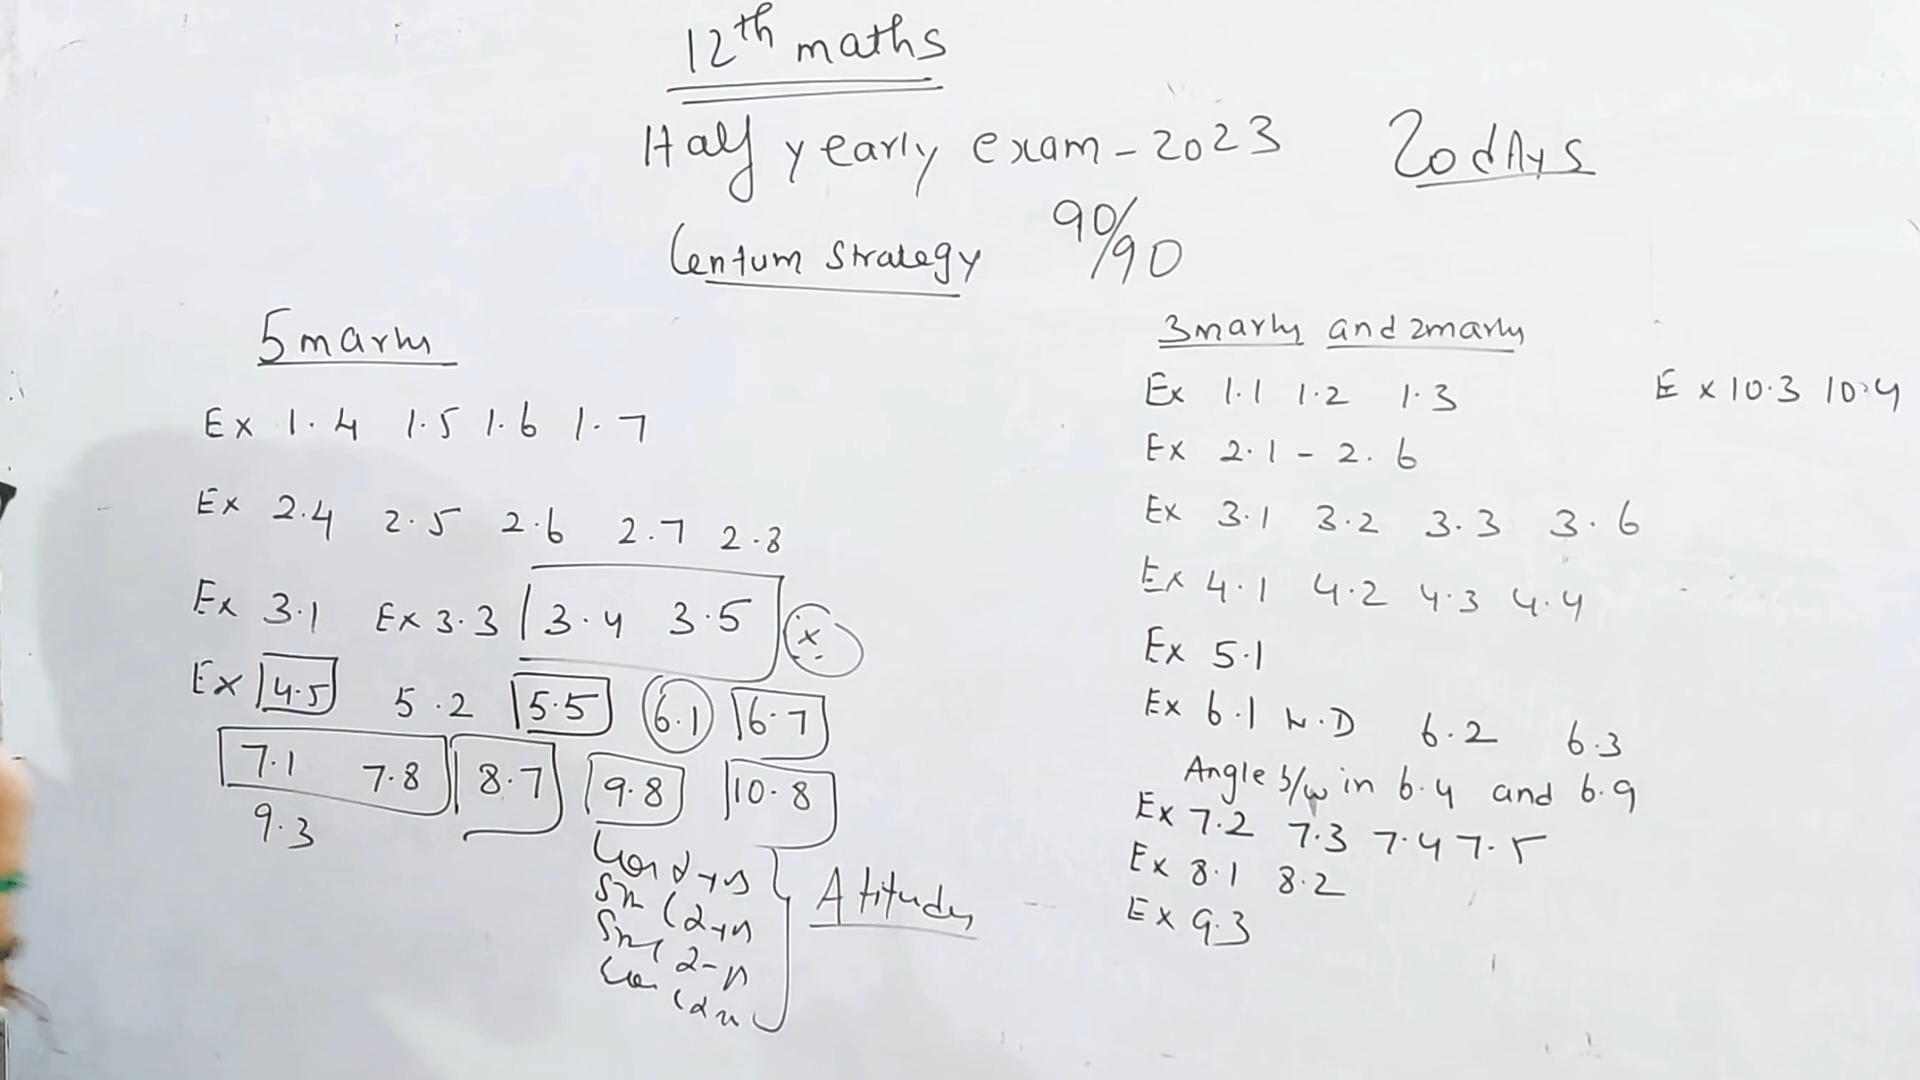 12th maths
Half yearly exam - 2023 20 dAys
Centum Strategy 90/90
5 marks
Ex 1.4 1.5 1.6 1.7
Ex 2.4 2.5 2.6 2.7 2.8
Ex 3.1 Ex 3.3 3.4 3.5 x
Ex 4.5 5.2 5.5 6.1 6.7
7.1 7.8 8.7 9.8 10.8
9.3
Atitudes
3 marks and 2 marks
Ex 1.1 1.2 1.3 Ex 10.3 10.4
Ex 2.1 - 2.6
Ex 3.1 3.2 3.3 3.6
Ex 4.1 4.2 4.3 4.4
Ex 5.1
Ex 6.1 W.D 6.2 6.3
Angle b/w in 6.4 and 6.9
Ex 7.2 7.3 7.4 7.5
Ex 8.1 8.2
Ex 9.3